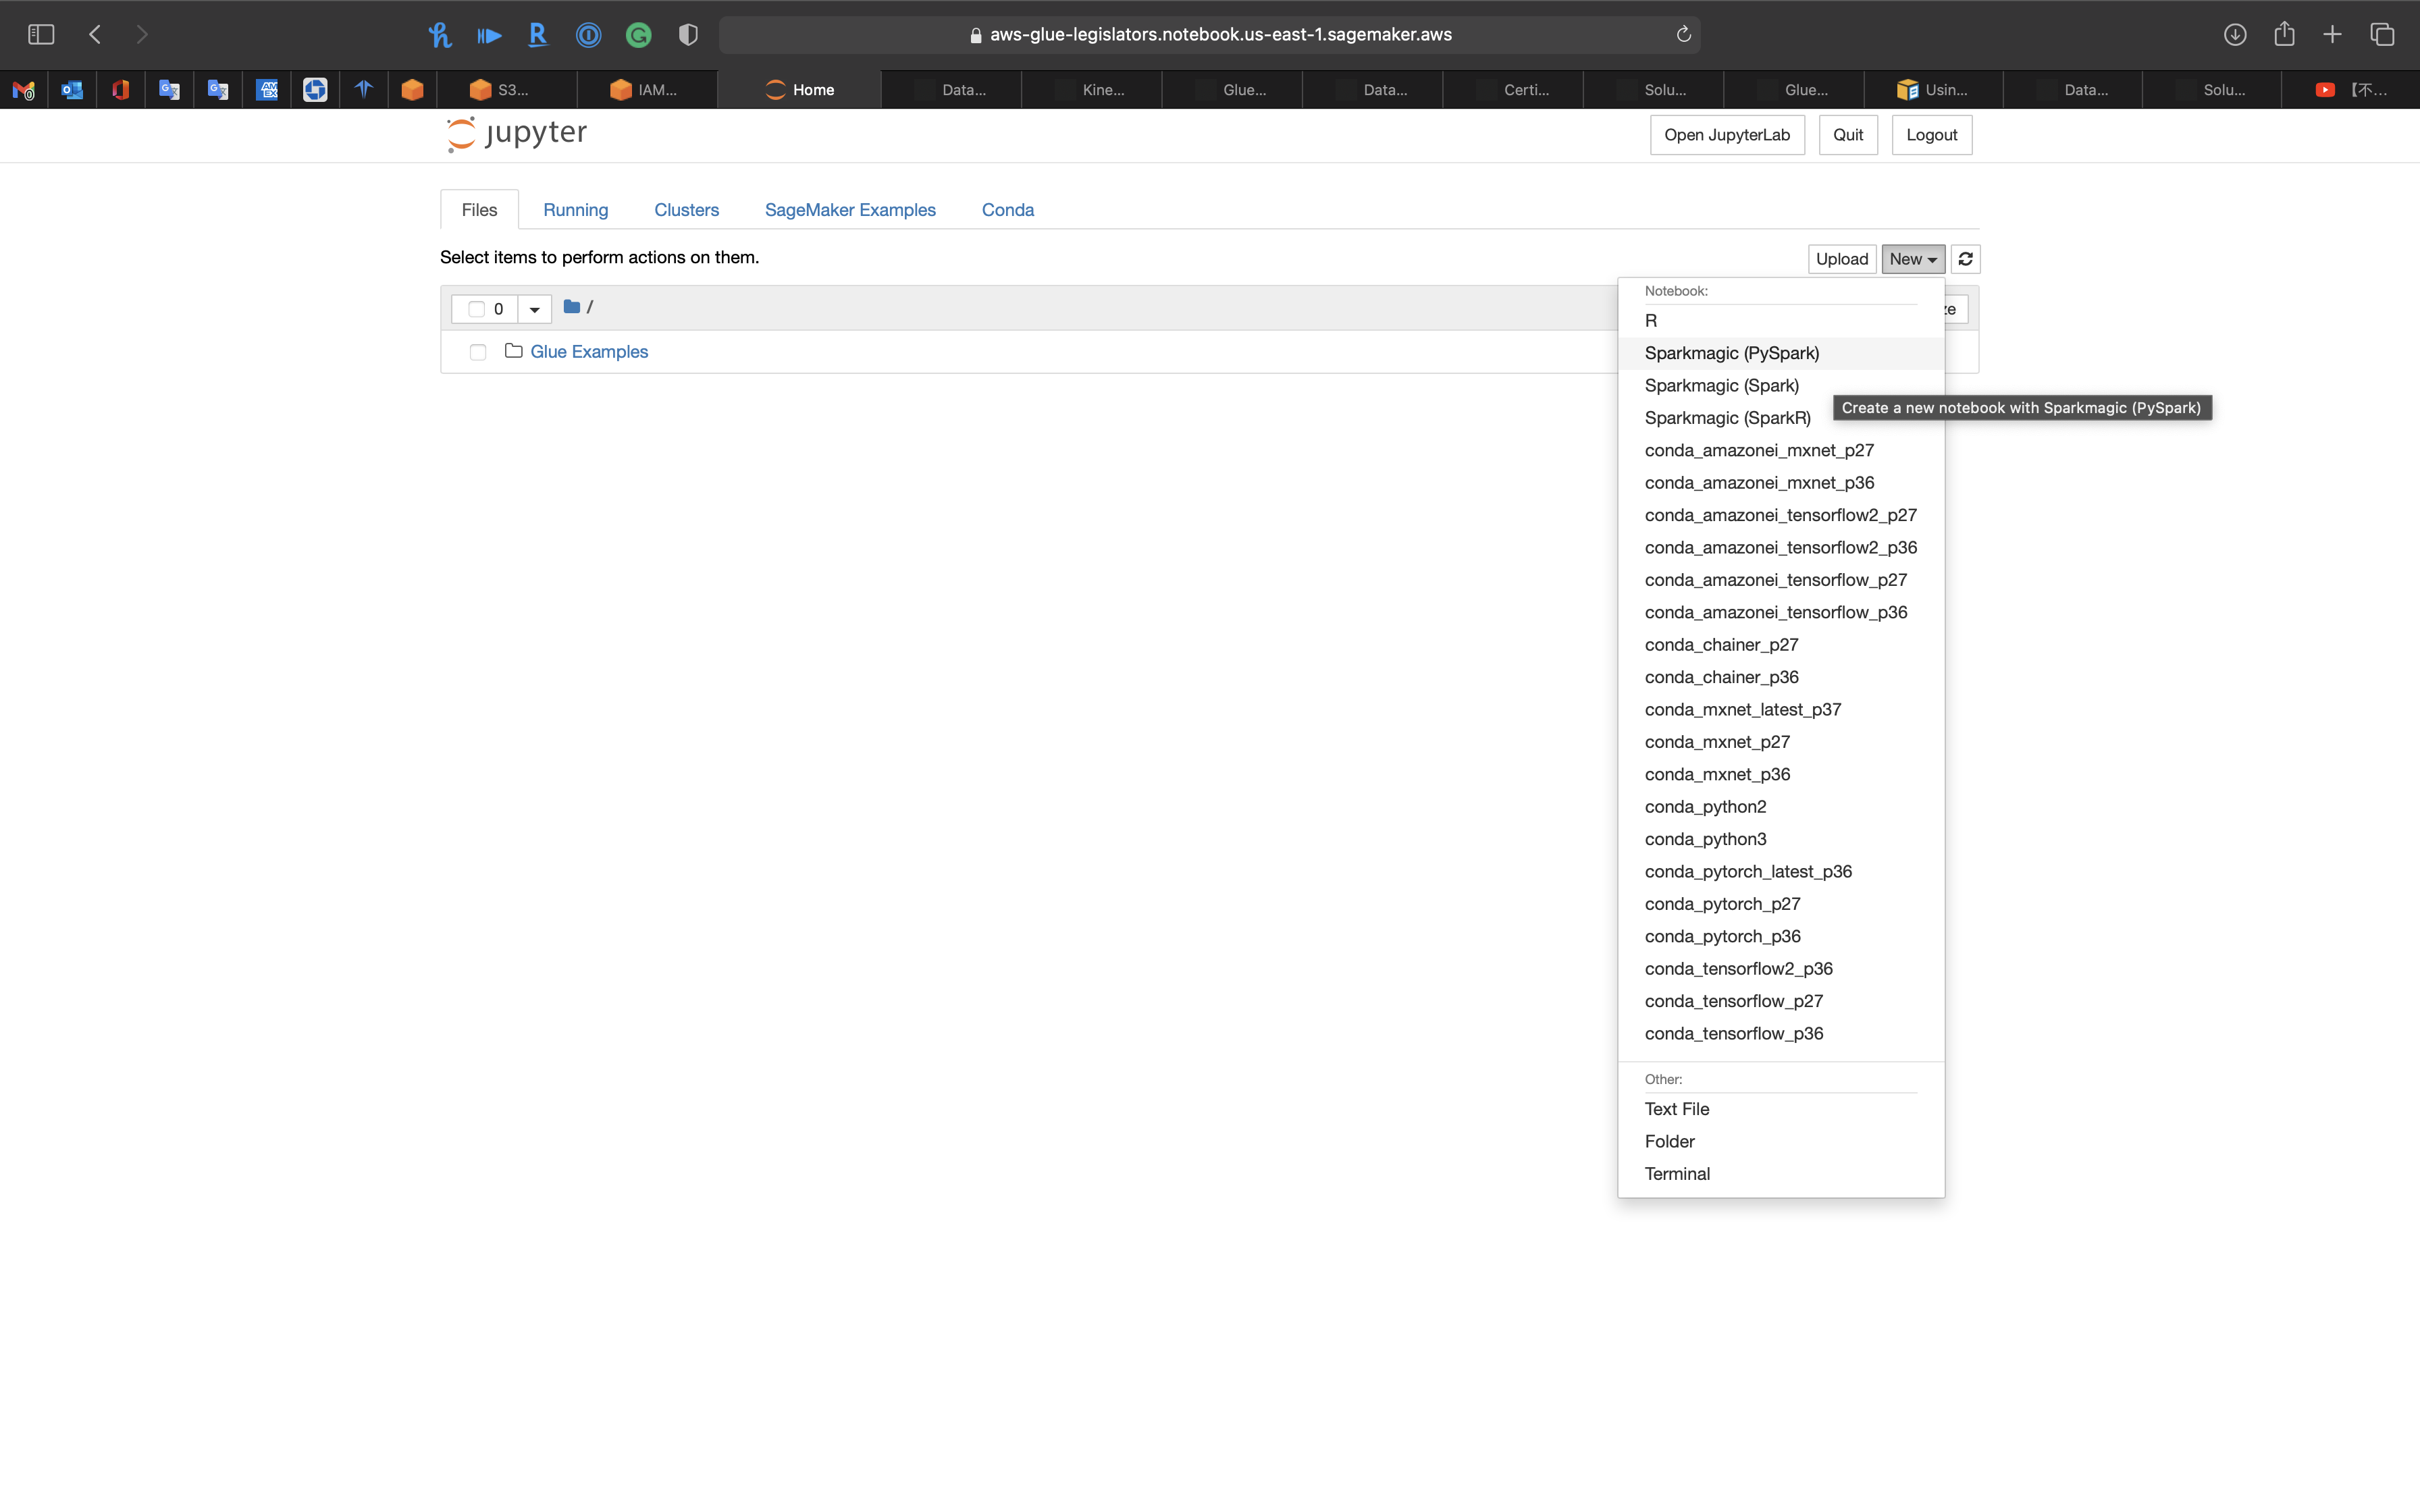 aws-glue-legislators.notebook.us-east-1.sagemaker.aws
S3...
IAM...
Home
Data...
Kine...
Glue...
Data...
Certi...
Solu...
Glue...
Usin...
Data...
Solu...
【不...
jupyter
Open JupyterLab
Quit
Logout
Files
Running
Clusters
SageMaker Examples
Conda
Select items to perform actions on them.
Upload
New
0
/
ze
Glue Examples
Notebook:
R
Sparkmagic (PySpark)
Sparkmagic (Spark)
Create a new notebook with Sparkmagic (PySpark)
Sparkmagic (SparkR)
conda_amazonei_mxnet_p27
conda_amazonei_mxnet_p36
conda_amazonei_tensorflow2_p27
conda_amazonei_tensorflow2_p36
conda_amazonei_tensorflow_p27
conda_amazonei_tensorflow_p36
conda_chainer_p27
conda_chainer_p36
conda_mxnet_latest_p37
conda_mxnet_p27
conda_mxnet_p36
conda_python2
conda_python3
conda_pytorch_latest_p36
conda_pytorch_p27
conda_pytorch_p36
conda_tensorflow2_p36
conda_tensorflow_p27
conda_tensorflow_p36
Other:
Text File
Folder
Terminal